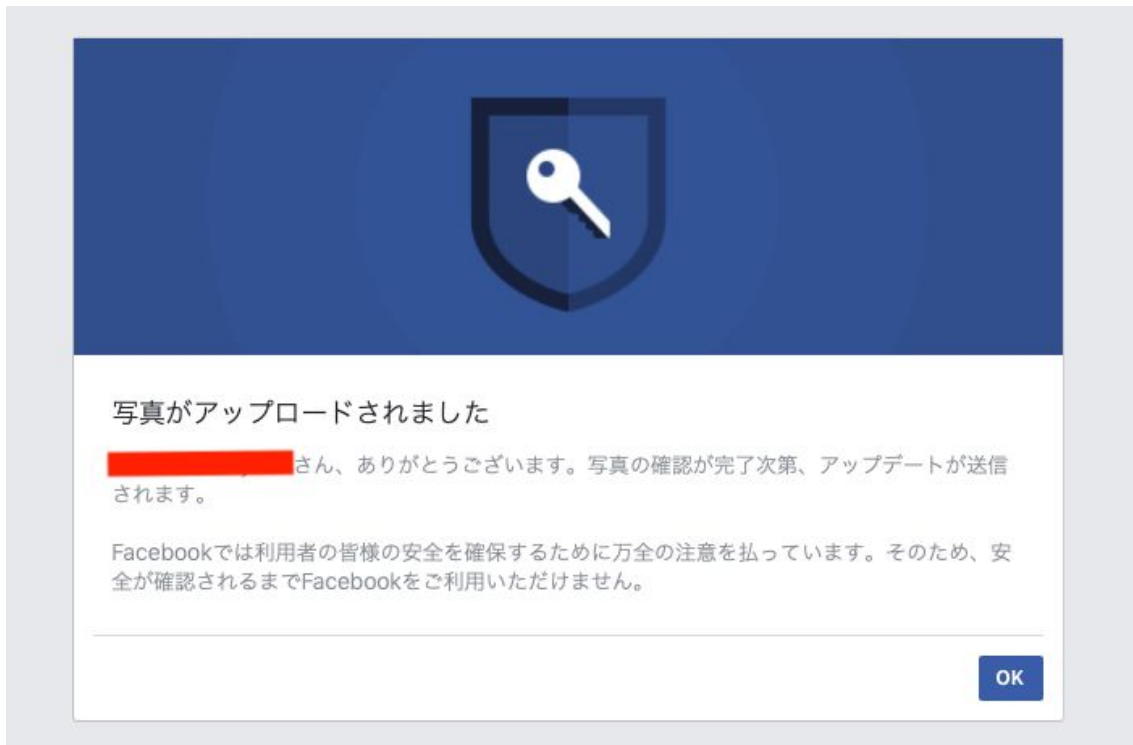 写真がアップロードされました
さん、ありがとうございます。写真の確認が完了次第、アップデートが送信
されます。
Facebookでは利用者の皆様の安全を確保するために万全の注意を払っています。そのため、安
全が確認されるまでFacebookをご利用いただけません。
OK